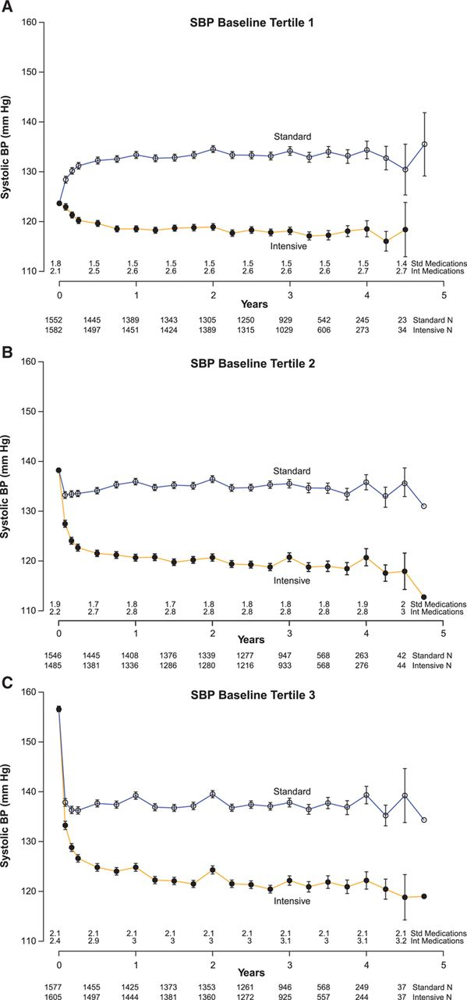 A
SBP Baseline Tertile 1
160
150
140
130
120
110
Systolic BP (mm Hg)
Standard
Intensive
1.8 1.5 1.5 1.5 1.5 1.5 1.5 1.5 1.5 1.4 Std Medications
2.1 2.5 2.6 2.6 2.6 2.6 2.6 2.6 2.7 2.7 Int Medications
0 1 2 3 4 5
Years
1552 1445 1389 1343 1305 1250 929 542 245 23 Standard N
1582 1497 1451 1424 1389 1315 1029 606 273 34 Intensive N
B
SBP Baseline Tertile 2
160
150
140
130
120
110
Systolic BP (mm Hg)
Standard
Intensive
1.9 1.7 1.8 1.7 1.8 1.8 1.8 1.8 1.9 2 Std Medications
2.2 2.7 2.8 2.8 2.8 2.8 2.8 2.8 2.8 3 Int Medications
0 1 2 3 4 5
Years
1546 1445 1408 1376 1339 1277 947 568 263 42 Standard N
1485 1381 1336 1286 1280 1216 933 568 276 44 Intensive N
C
SBP Baseline Tertile 3
160
150
140
130
120
110
Systolic BP (mm Hg)
Standard
Intensive
2.1 2.1 2.1 2.1 2.1 2.1 2.1 2.1 2.1 2.1 Std Medications
2.4 2.9 3 3 3 3 3.1 3 3.1 3.2 Int Medications
0 1 2 3 4 5
Years
1577 1455 1425 1373 1353 1261 946 568 249 37 Standard N
1605 1497 1444 1381 1360 1272 925 557 244 37 Intensive N